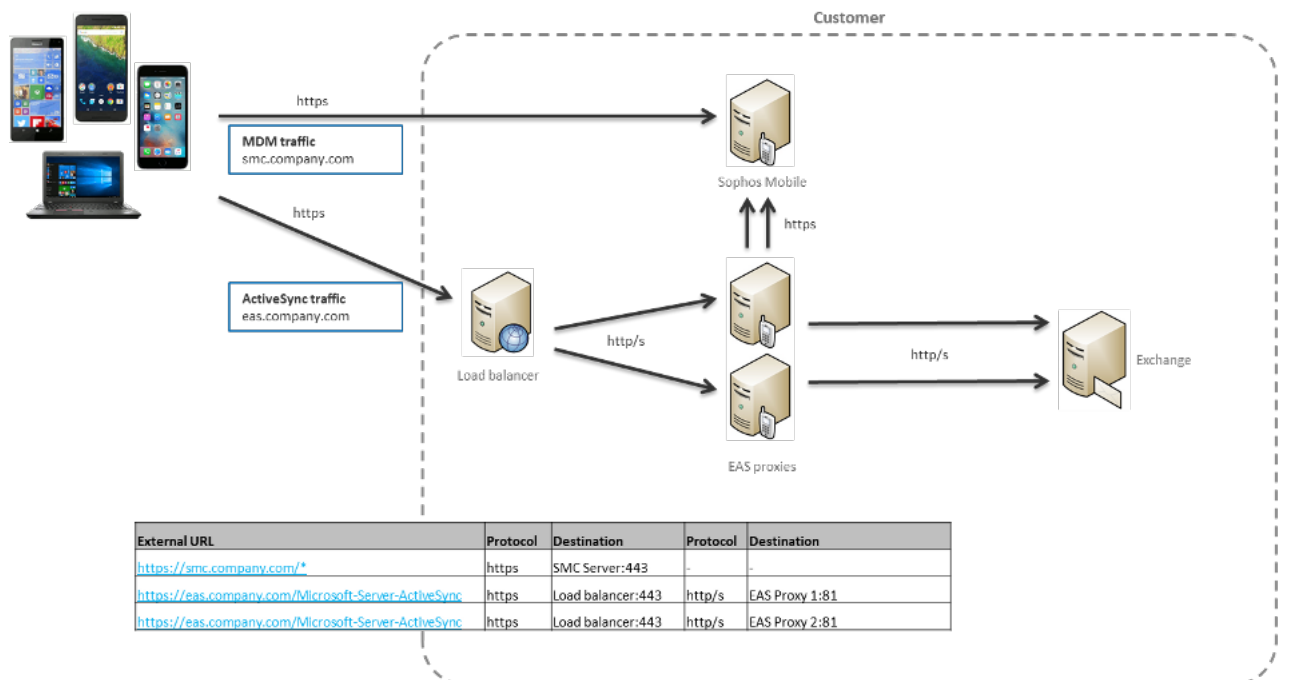 Customer
https
MDM traffic
smc.company.com
Sophos Mobile
https
https
ActiveSync traffic
eas.company.com
http/s
http/s
Load balancer
Exchange
EAS proxies
External URL Protocol Destination Protocol Destination
https://smc.company.com/* https SMC Server:443 - -
https://eas.company.com/Microsoft-Server-ActiveSync https Load balancer:443 http/s EAS Proxy 1:81
https://eas.company.com/Microsoft-Server-ActiveSync https Load balancer:443 http/s EAS Proxy 2:81